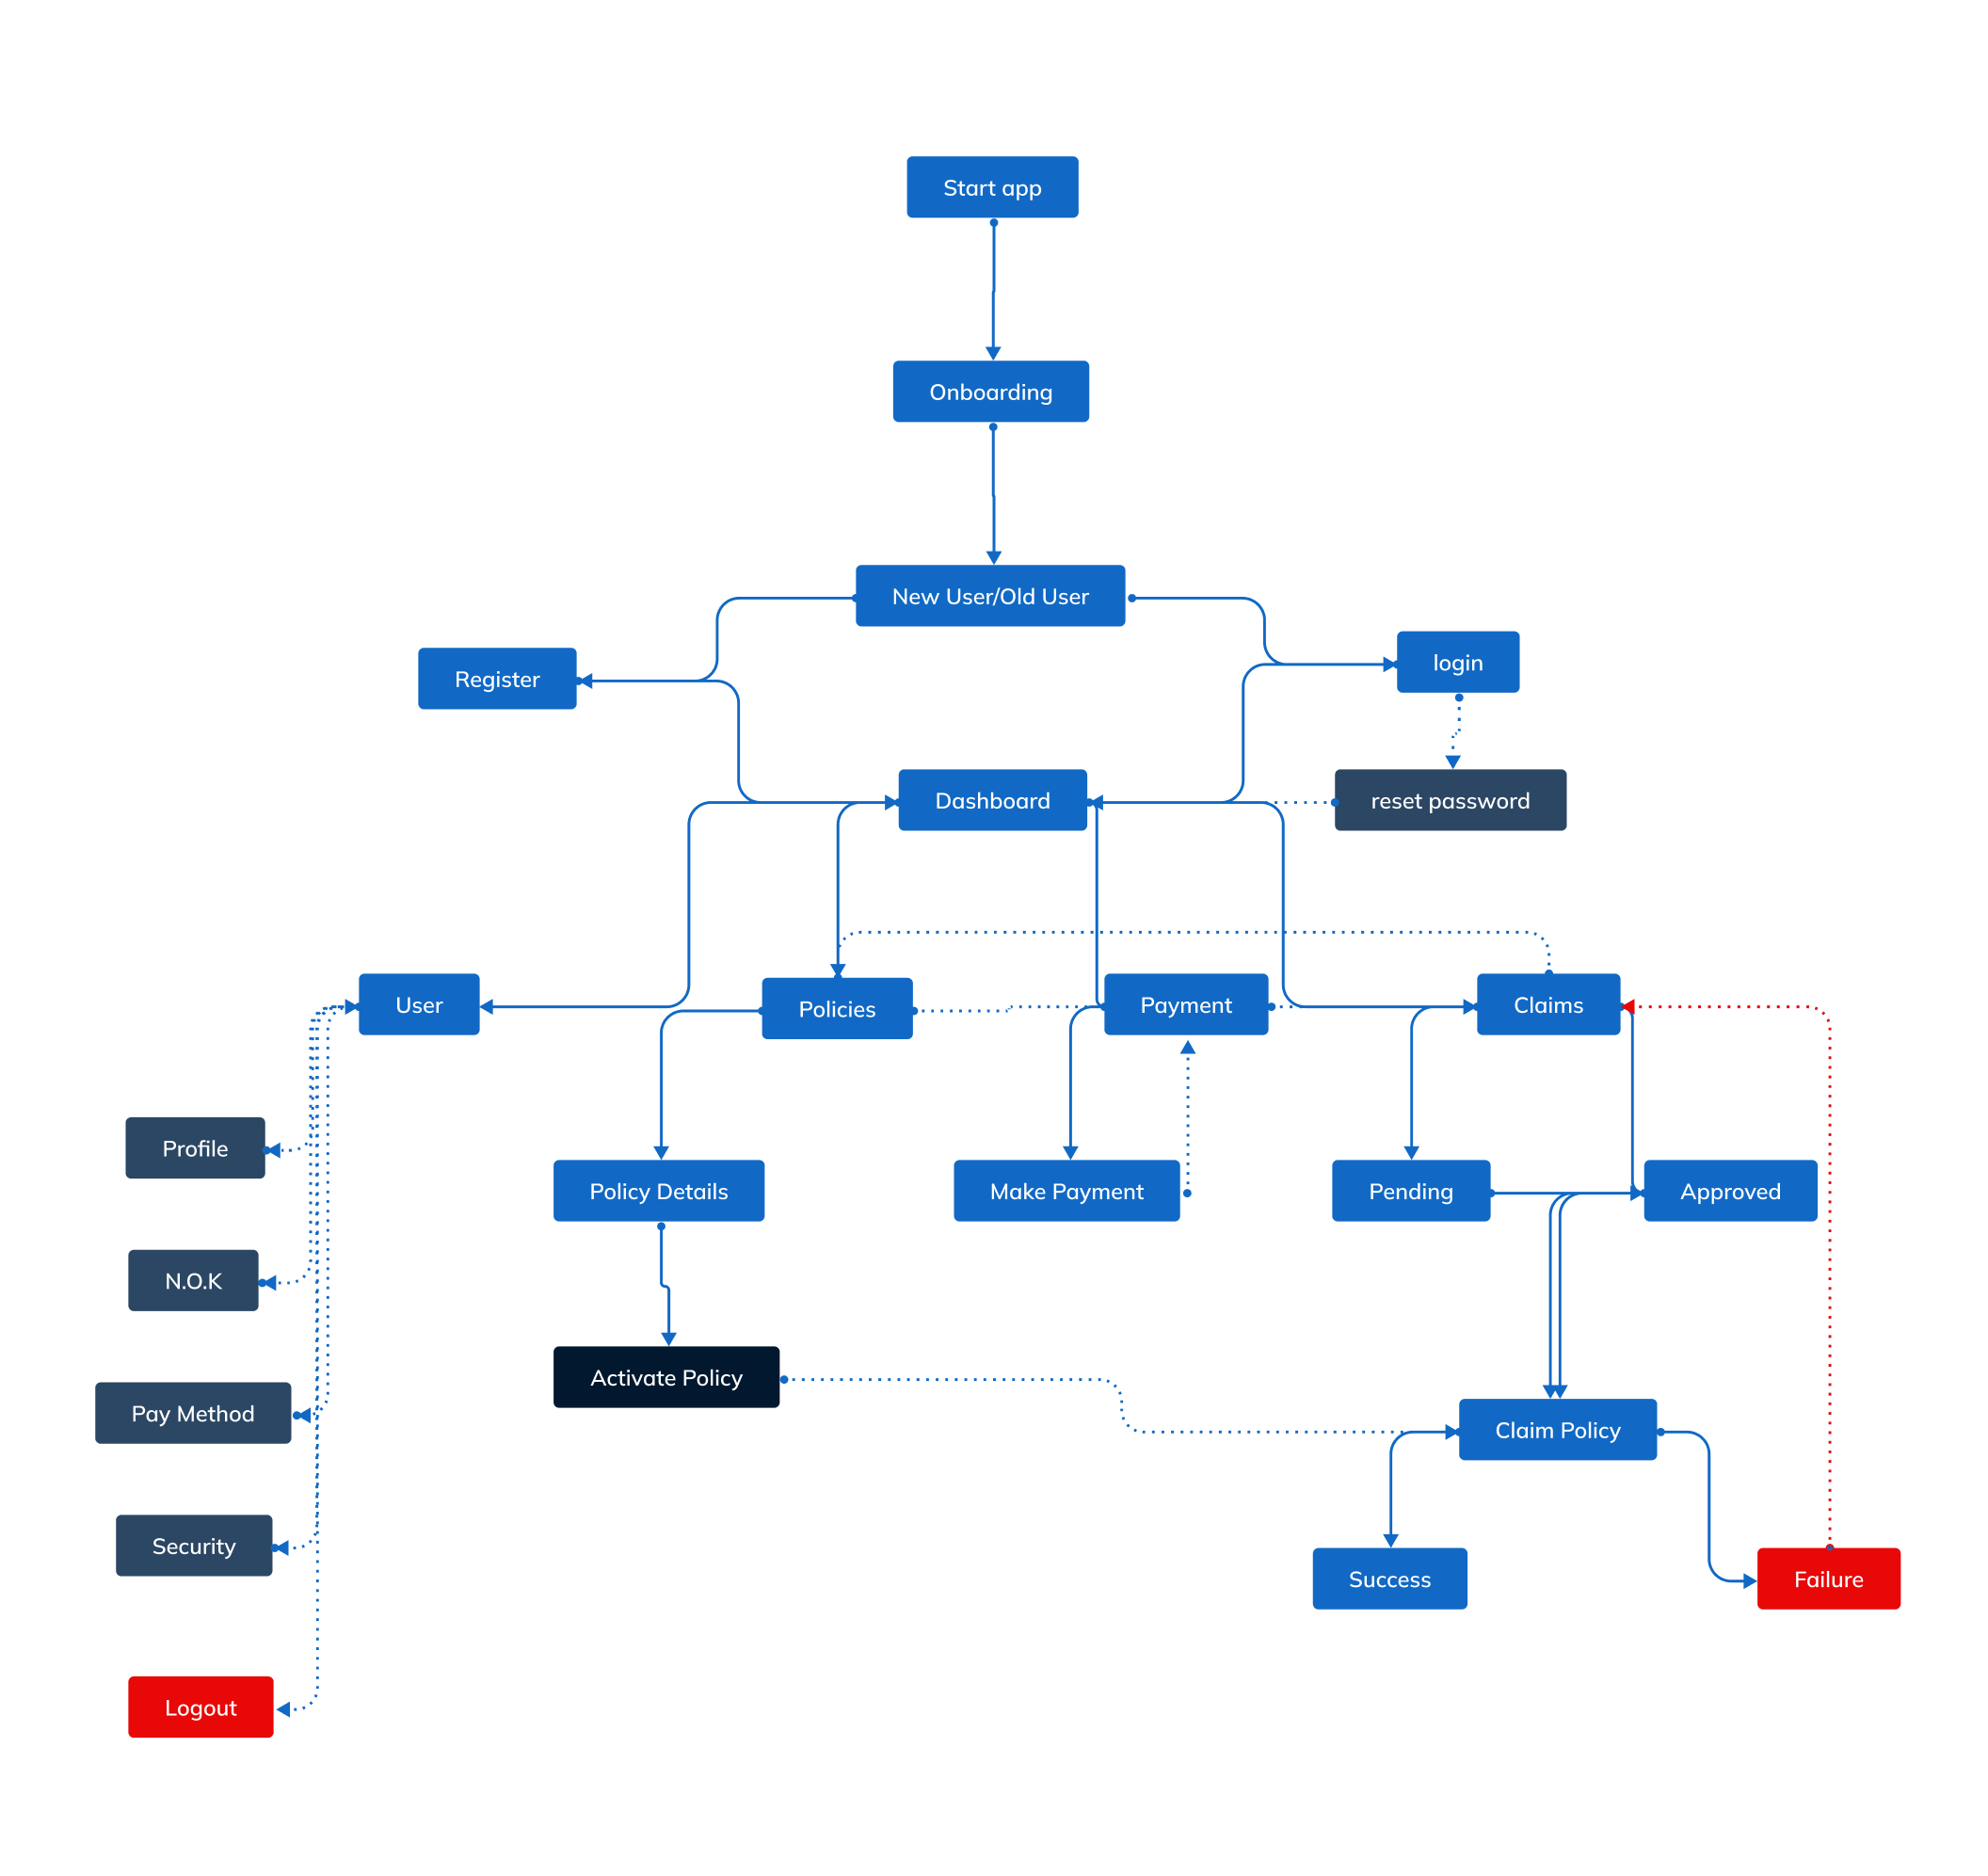 Start app
Onboarding
New User/Old User
login
Register
Dashboard
reset password
User
Policies
Payment
Claims
Profile
Policy Details
Make Payment
Pending
Approved
N.O.K
Activate Policy
Pay Method
Claim Policy
Security
Success
Failure
Logout